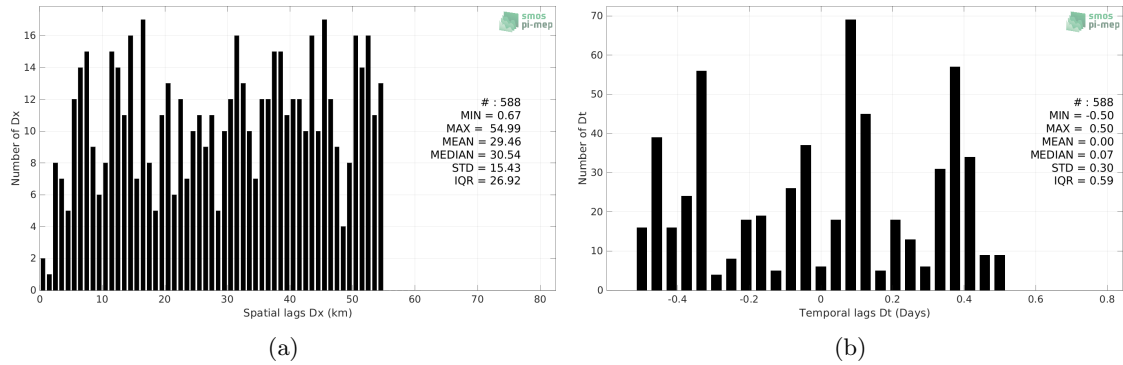 smos
pi-mep
16
14
12
10
8
6
4
2
0
Number of Dx
# : 588
MIN = 0.67
MAX = 54.99
MEAN = 29.46
MEDIAN = 30.54
STD = 15.43
IQR = 26.92
0 10 20 30 40 50 60 70 80
Spatial lags Dx (km)
(a)
smos
pi-mep
70
60
50
40
30
20
10
0
Number of Dt
# : 588
MIN = -0.50
MAX = 0.50
MEAN = 0.00
MEDIAN = 0.07
STD = 0.30
IQR = 0.59
-0.4 -0.2 0 0.2 0.4 0.6 0.8
Temporal lags Dt (Days)
(b)